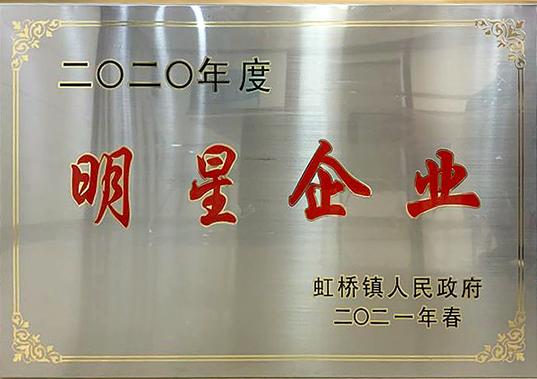 二〇二〇年度
明星企业
虹桥镇人民政府
二〇二一年春